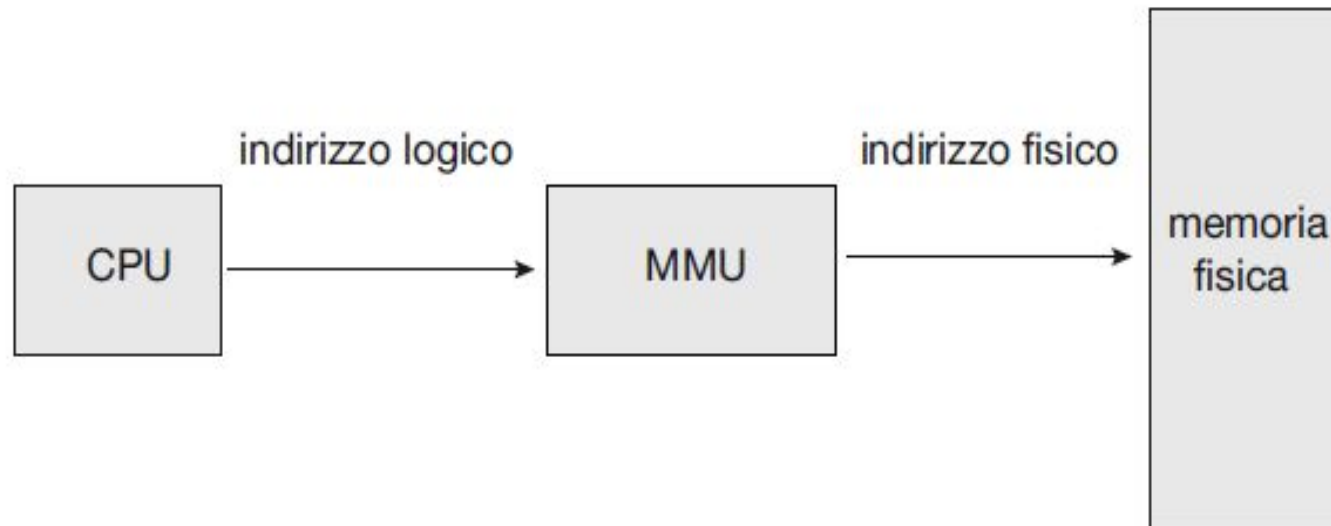 indirizzo logico
indirizzo fisico
CPU
MMU
memoria
fisica